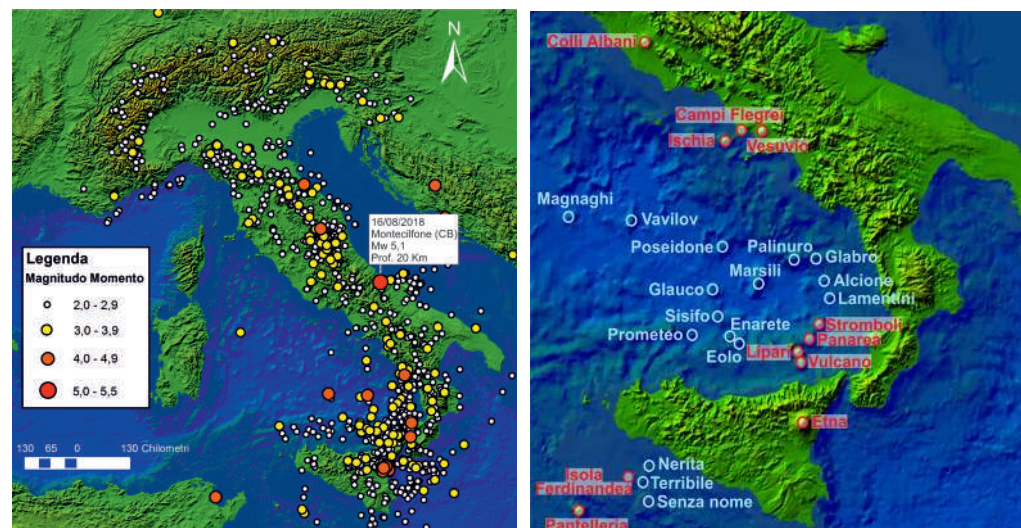 N
16/08/2018
Montecilfone (CB)
Mw 5,1
Prof. 20 Km
Legenda
Magnitudo Momento
2,0 - 2,9
3,0 - 3,9
4,0 - 4,9
5,0 - 5,5
130 65 0 130 Chilometri
Colli Albani
Campi Flegrei
Ischia
Vesuvio
Magnaghi
Vavilov
Poseidone
Palinuro
Glabro
Marsili
Alcione
Glauco
Lamentini
Sisifo
Stromboli
Prometeo
Enarete
Panarea
Eolo
Lipari
Vulcano
Etna
Nerita
Isola
Ferdinandea
Terribile
Senza nome
Pantelleria